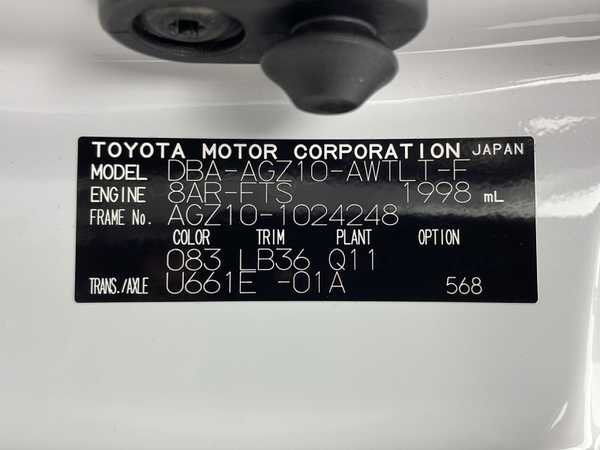 TOYOTA MOTOR CORPORATION JAPAN
MODEL DBA-AGZ10-AWTLT-F
ENGINE 8AR-FTS 1998 mL
FRAME No. AGZ10-1024248
COLOR TRIM PLANT OPTION
083 LB36 Q11
TRANS./AXLE U661E -01A 568